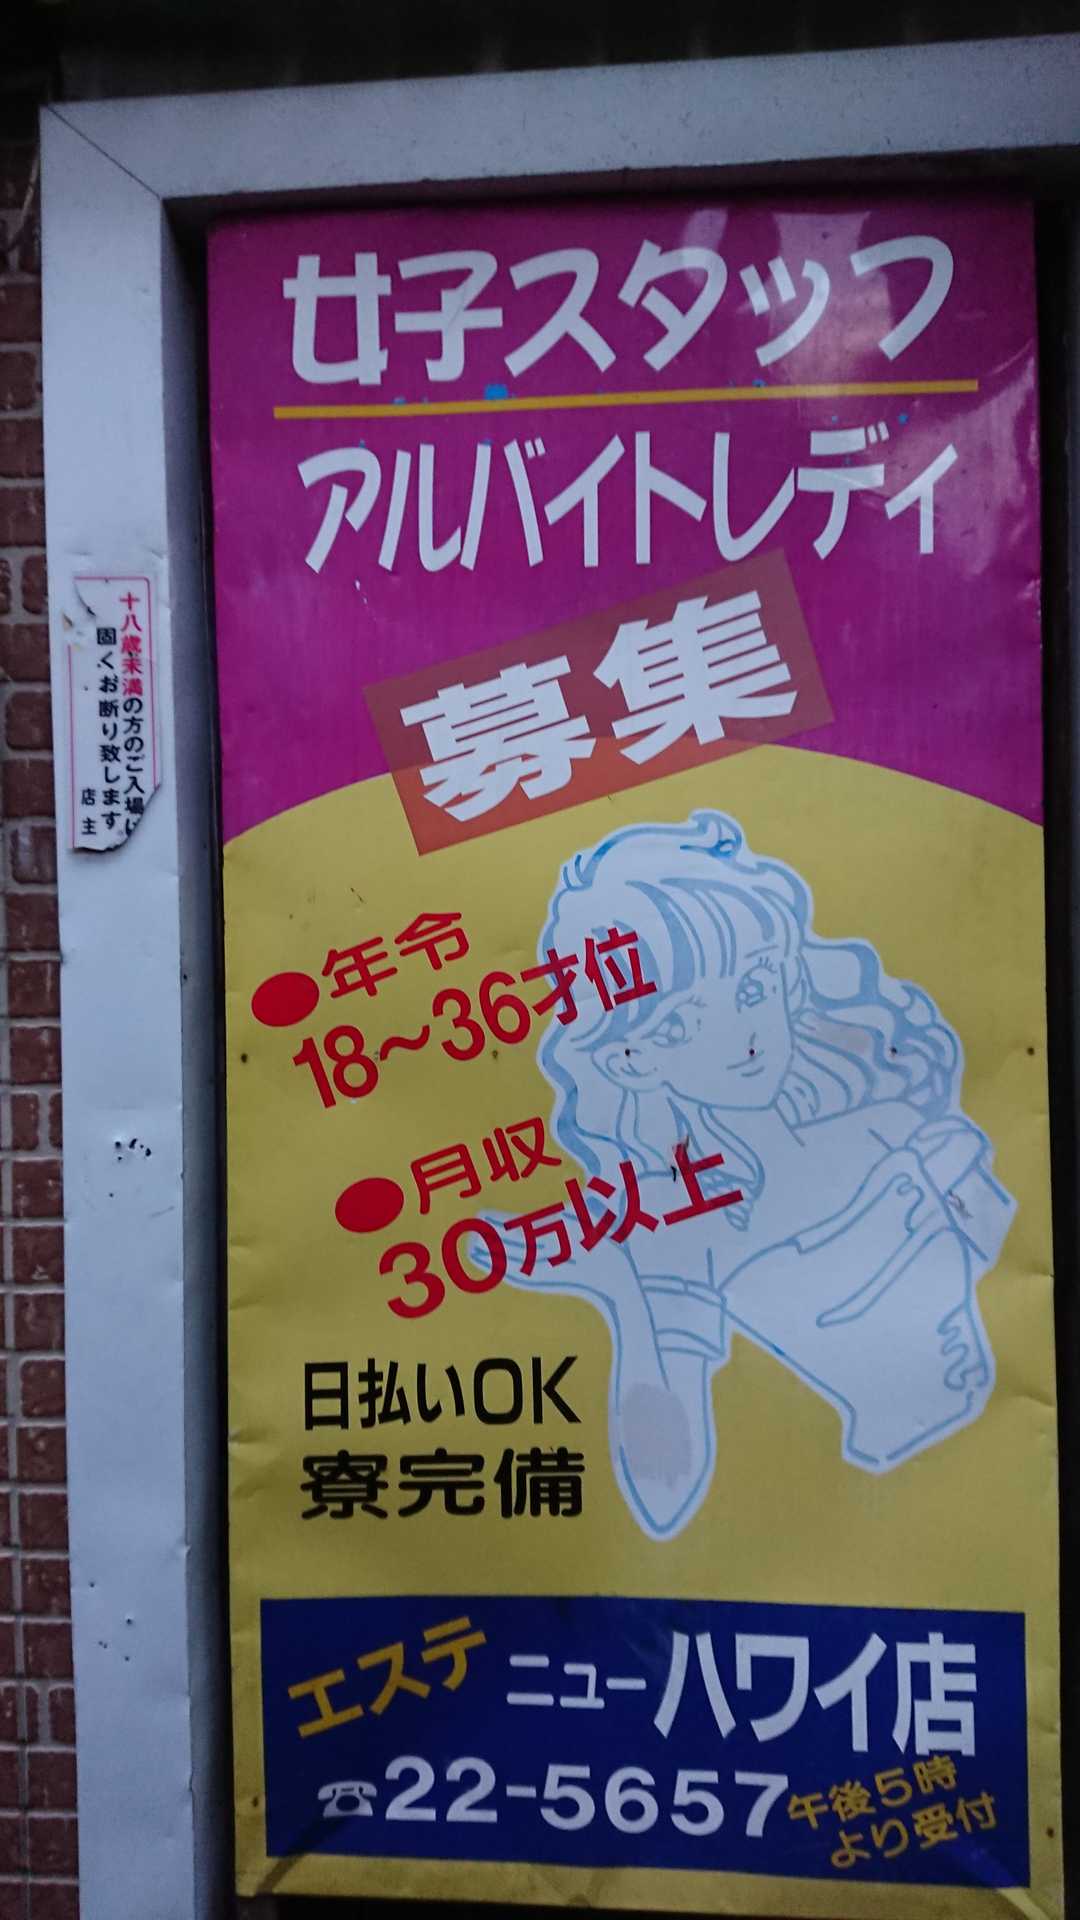 女子スタッフ
アルバイトレディ
募集
●年令
18〜36才位
●月収
30万以上
日払いOK
寮完備
エステ ニューハワイ店
☎22-5657
午後5時
より受付
十八歳未満の方のご入場は
固くお断り致します
店主